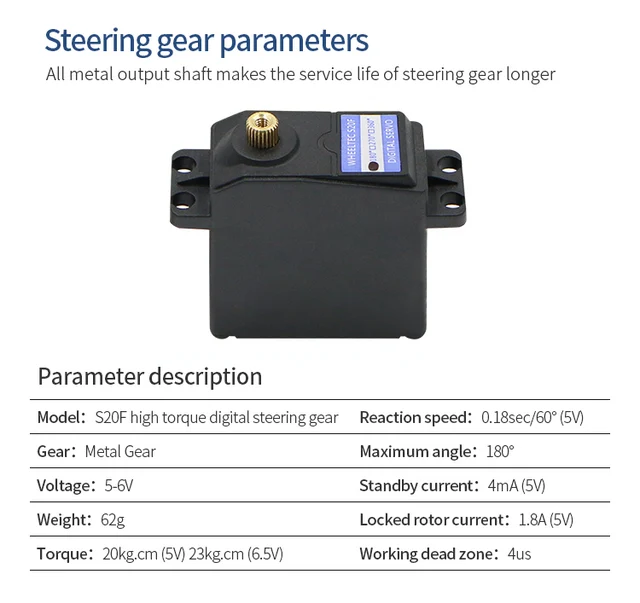 Steering gear parameters
All metal output shaft makes the service life of steering gear longer
WHEELTEC S20F
180°□270°□360°
DIGITAL SERVO
Parameter description
Model: S20F high torque digital steering gear Reaction speed: 0.18sec/60° (5V)
Gear: Metal Gear Maximum angle: 180°
Voltage: 5-6V Standby current: 4mA (5V)
Weight: 62g Locked rotor current: 1.8A (5V)
Torque: 20kg.cm (5V) 23kg.cm (6.5V) Working dead zone: 4us